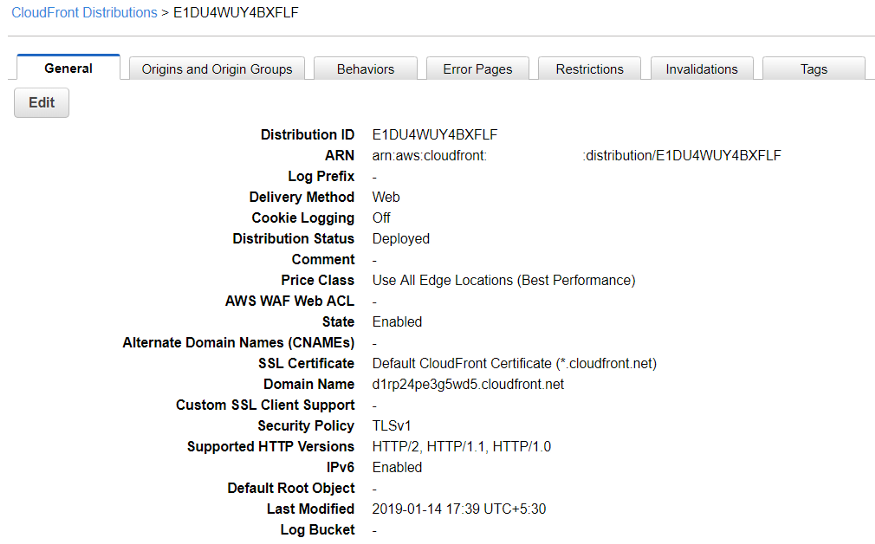 CloudFront Distributions > E1DU4WUY4BXFLF
General Origins and Origin Groups Behaviors Error Pages Restrictions Invalidations Tags
Edit
Distribution ID E1DU4WUY4BXFLF
ARN arn:aws:cloudfront: :distribution/E1DU4WUY4BXFLF
Log Prefix -
Delivery Method Web
Cookie Logging Off
Distribution Status Deployed
Comment -
Price Class Use All Edge Locations (Best Performance)
AWS WAF Web ACL -
State Enabled
Alternate Domain Names (CNAMEs) -
SSL Certificate Default CloudFront Certificate (*.cloudfront.net)
Domain Name d1rp24pe3g5wd5.cloudfront.net
Custom SSL Client Support -
Security Policy TLSv1
Supported HTTP Versions HTTP/2, HTTP/1.1, HTTP/1.0
IPv6 Enabled
Default Root Object -
Last Modified 2019-01-14 17:39 UTC+5:30
Log Bucket -